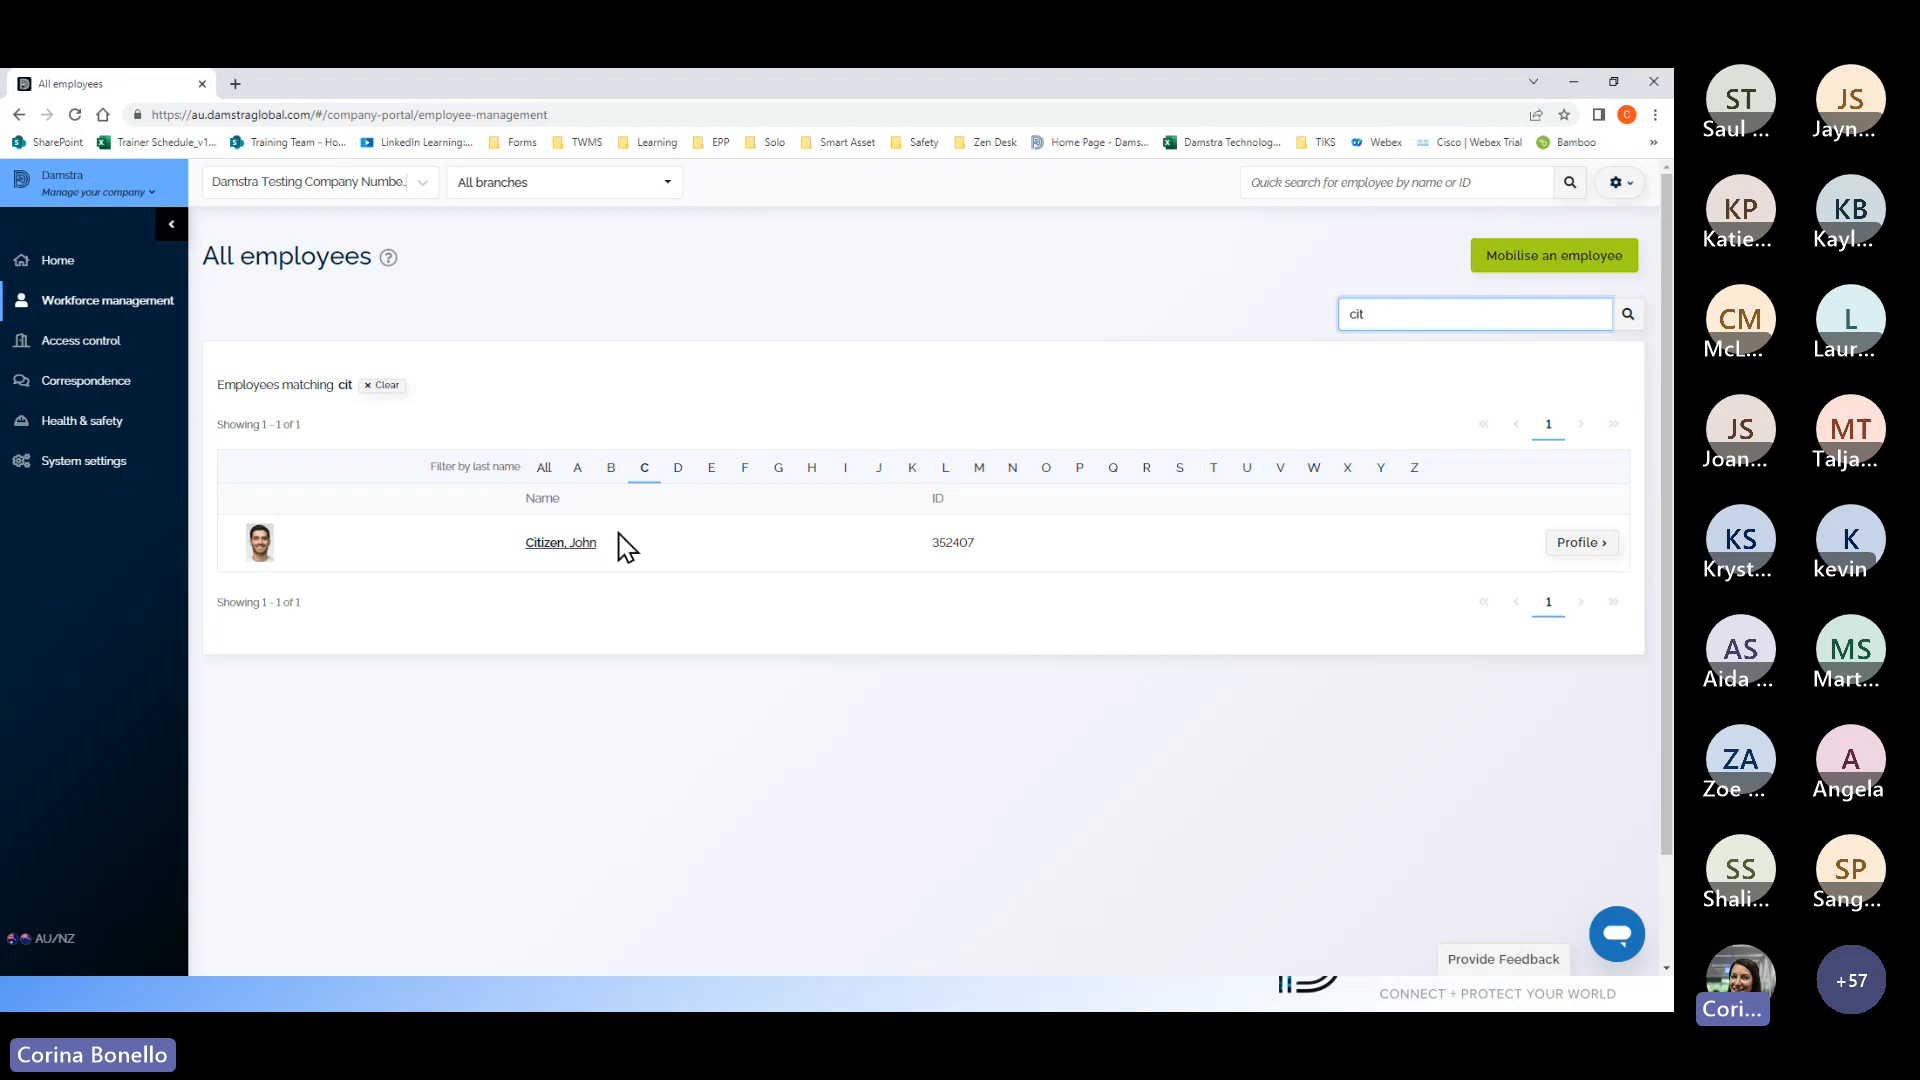 All employees
https://au.damstraglobal.com/#/company-portal/employee-management
SharePoint
Trainer Schedule_v1...
Training Team - Ho...
LinkedIn Learning:...
Forms
TWMS
Learning
EPP
Solo
Smart Asset
Safety
Zen Desk
Home Page - Dams...
Damstra Technolog...
TIKS
Webex
Cisco | Webex Trial
Bamboo
»
C
Damstra
Manage your company
Damstra Testing Company Numbe..
All branches
Quick search for employee by name or ID
Home
Workforce management
Access control
Correspondence
Health & safety
System settings
AU/NZ
All employees ?
Mobilise an employee
cit
Employees matching cit × Clear
Showing 1 - 1 of 1
« ‹ 1 › »
Filter by last name All A B C D E F G H I J K L M N O P Q R S T U V W X Y Z
Name ID
Citizen, John 352407 Profile ›
Showing 1 - 1 of 1
« ‹ 1 › »
Provide Feedback
CONNECT + PROTECT YOUR WORLD
Corina Bonello
ST
Saul ...
JS
Jayn...
KP
Katie...
KB
Kayl...
CM
McL...
L
Laur...
JS
Joan...
MT
Talja...
KS
Kryst...
K
kevin
AS
Aida ...
MS
Mart...
ZA
Zoe ...
A
Angela
SS
Shali...
SP
Sang...
Cori...
+57